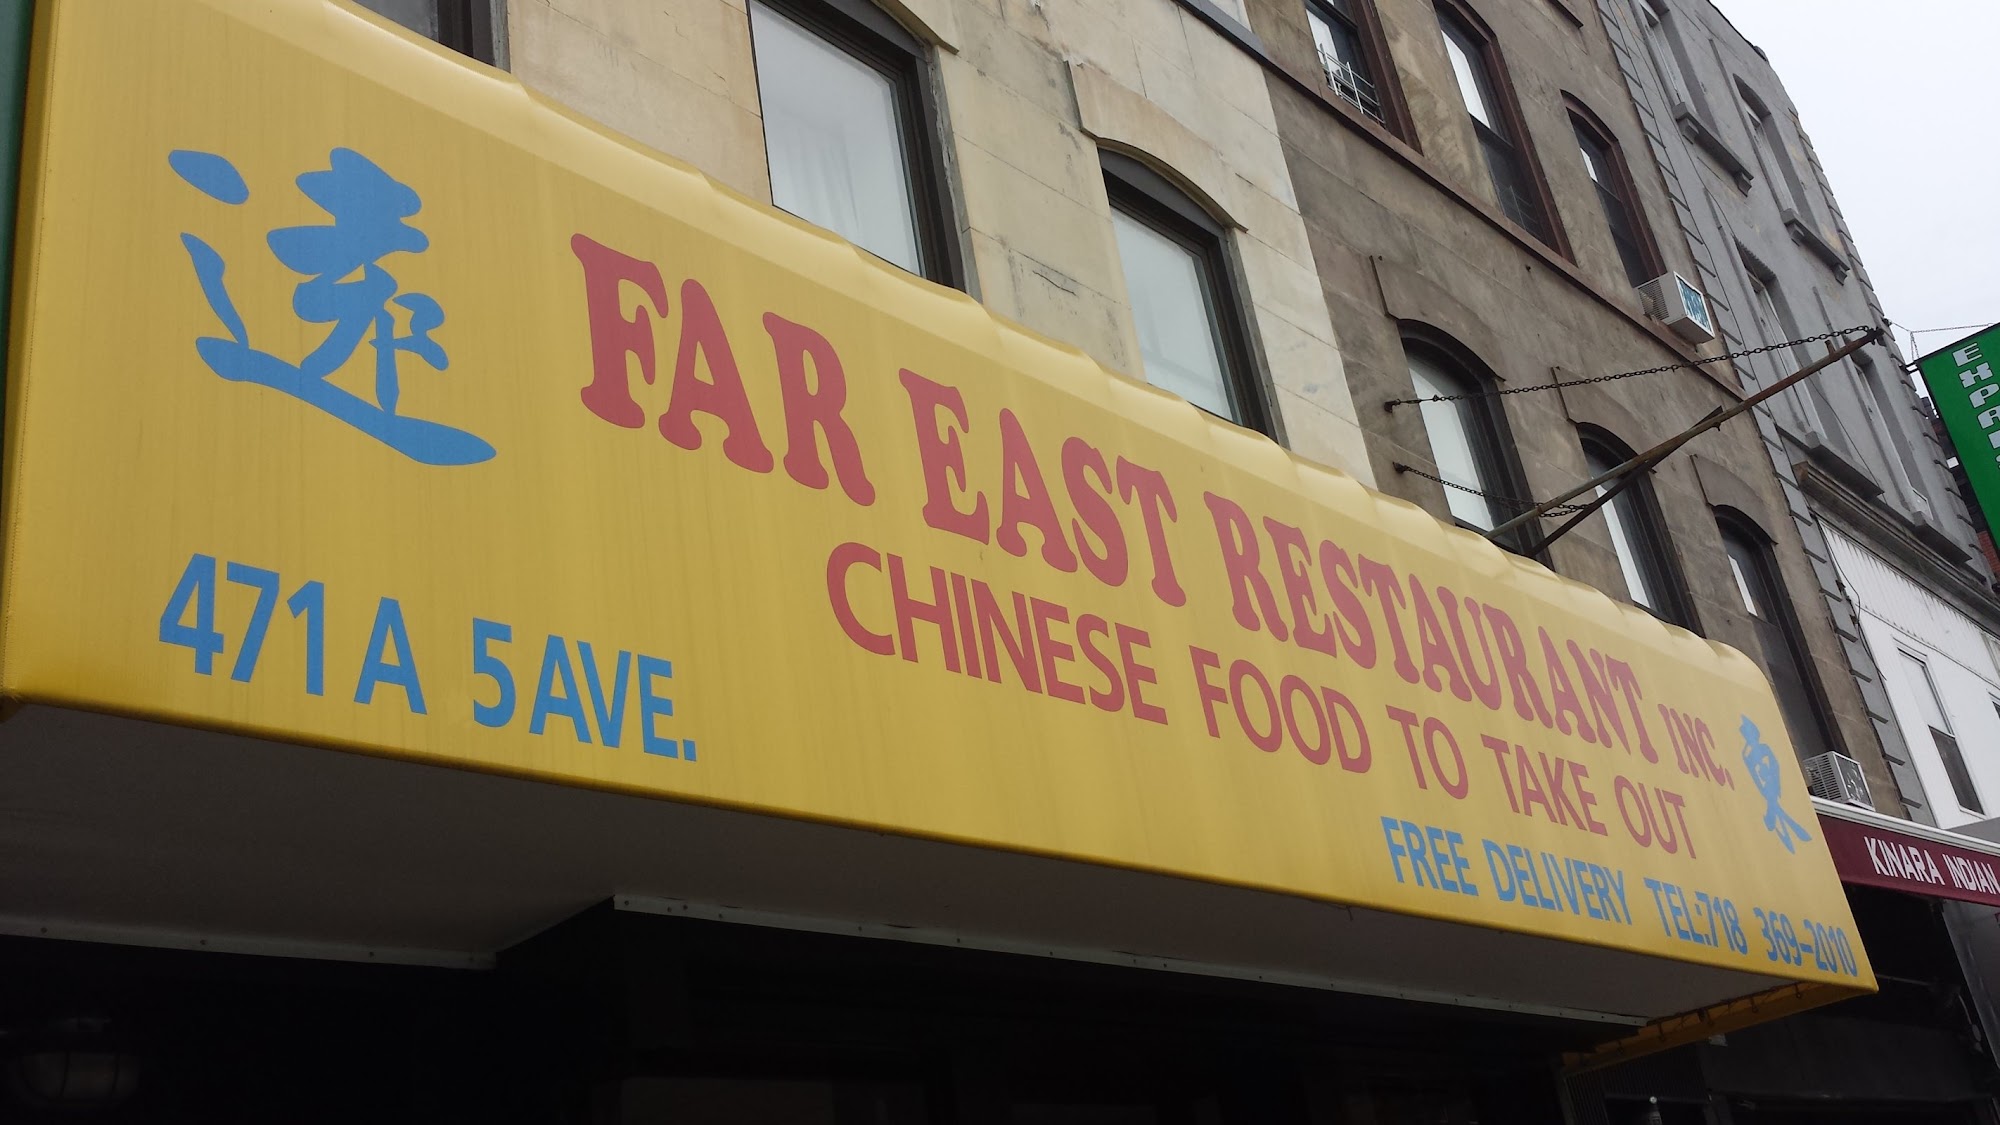 遠 FAR EAST RESTAURANT INC. 東
CHINESE FOOD TO TAKE OUT
471A 5 AVE.
FREE DELIVERY TEL:718 369-2010
KINARA INDIAN